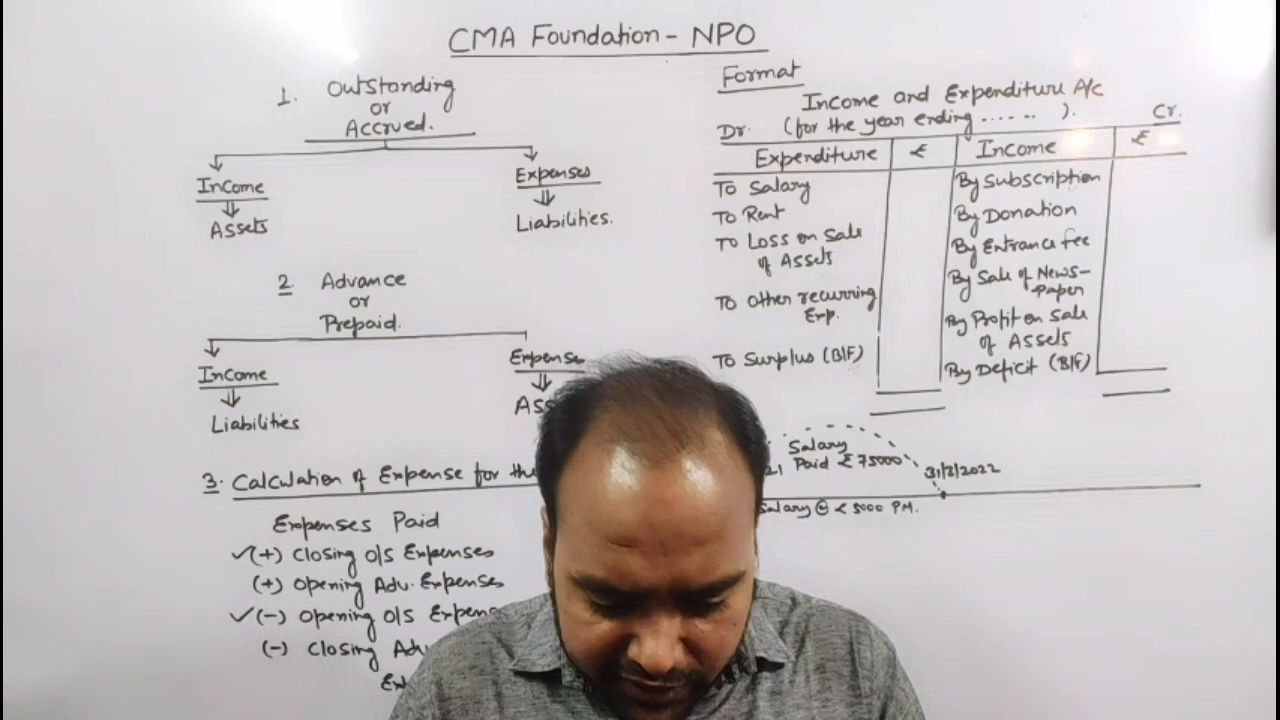 CMA Foundation - NPO
1. Outstanding
or
Accrued.
Income
Assets
Expenses
Liabilities.
2 Advance
or
Prepaid.
Income
Liabilities
Expense
3. Calculation of Expense for the
Expenses Paid
✓(+) Closing o/s Expenses
(+) Opening Adv. Expenses
✓(-) Opening o/s
(-) Closing
Format
Income and Expenditure A/c
Dr. (for the year ending ...... ). Cr.
Expenditure ₹ Income ₹
To Salary
To Rent
To Loss on Sale
of Assets
To Other recurring
Exp.
To Surplus (B/F)
By Subscription
By Donation
By Entrance fee
By Sale of News-
Paper
By Profit on Sale
of Assets
By Deficit (B/F)
Salary
Paid ₹ 75000
31/3/2022
Salary @ ₹ 5000 PM.